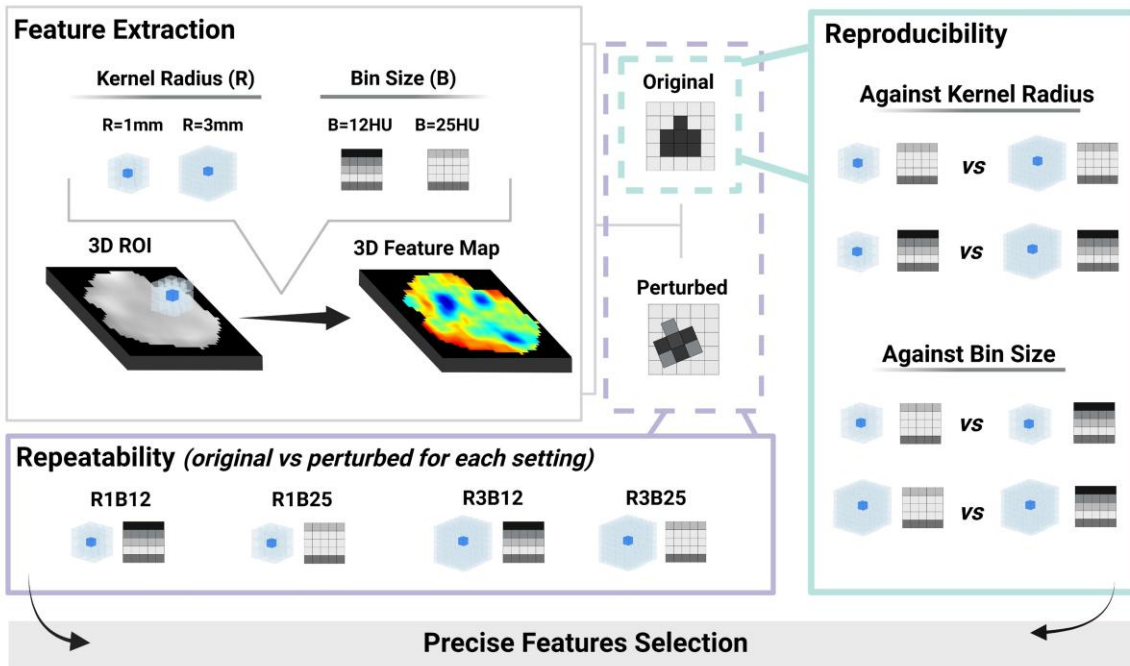 Feature Extraction
Kernel Radius (R)
Bin Size (B)
R=1mm
R=3mm
B=12HU
B=25HU
3D ROI
3D Feature Map
Original
Perturbed
Reproducibility
Against Kernel Radius
vs
vs
Against Bin Size
vs
vs
Repeatability (original vs perturbed for each setting)
R1B12
R1B25
R3B12
R3B25
Precise Features Selection